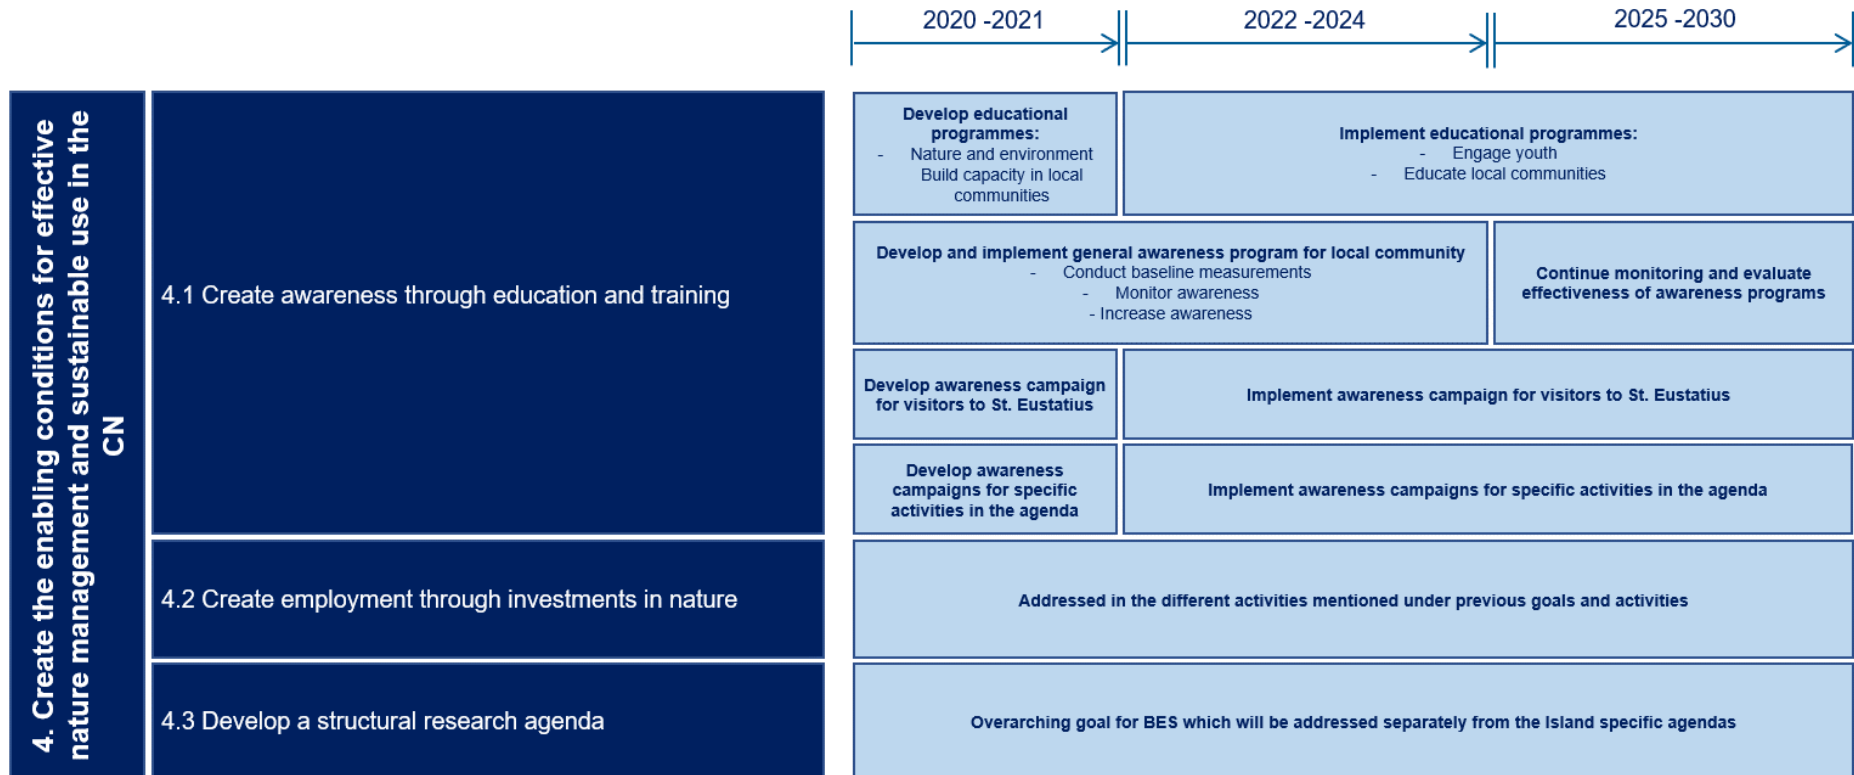 2020 -2021
2022 -2024
2025 -2030
4. Create the enabling conditions for effective
nature management and sustainable use in the
CN
4.1 Create awareness through education and training
Develop educational
programmes:
- Nature and environment
Build capacity in local
communities
Implement educational programmes:
- Engage youth
- Educate local communities
Develop and implement general awareness program for local community
- Conduct baseline measurements
- Monitor awareness
- Increase awareness
Continue monitoring and evaluate
effectiveness of awareness programs
Develop awareness campaign
for visitors to St. Eustatius
Implement awareness campaign for visitors to St. Eustatius
Develop awareness
campaigns for specific
activities in the agenda
Implement awareness campaigns for specific activities in the agenda
4.2 Create employment through investments in nature
Addressed in the different activities mentioned under previous goals and activities
4.3 Develop a structural research agenda
Overarching goal for BES which will be addressed separately from the Island specific agendas